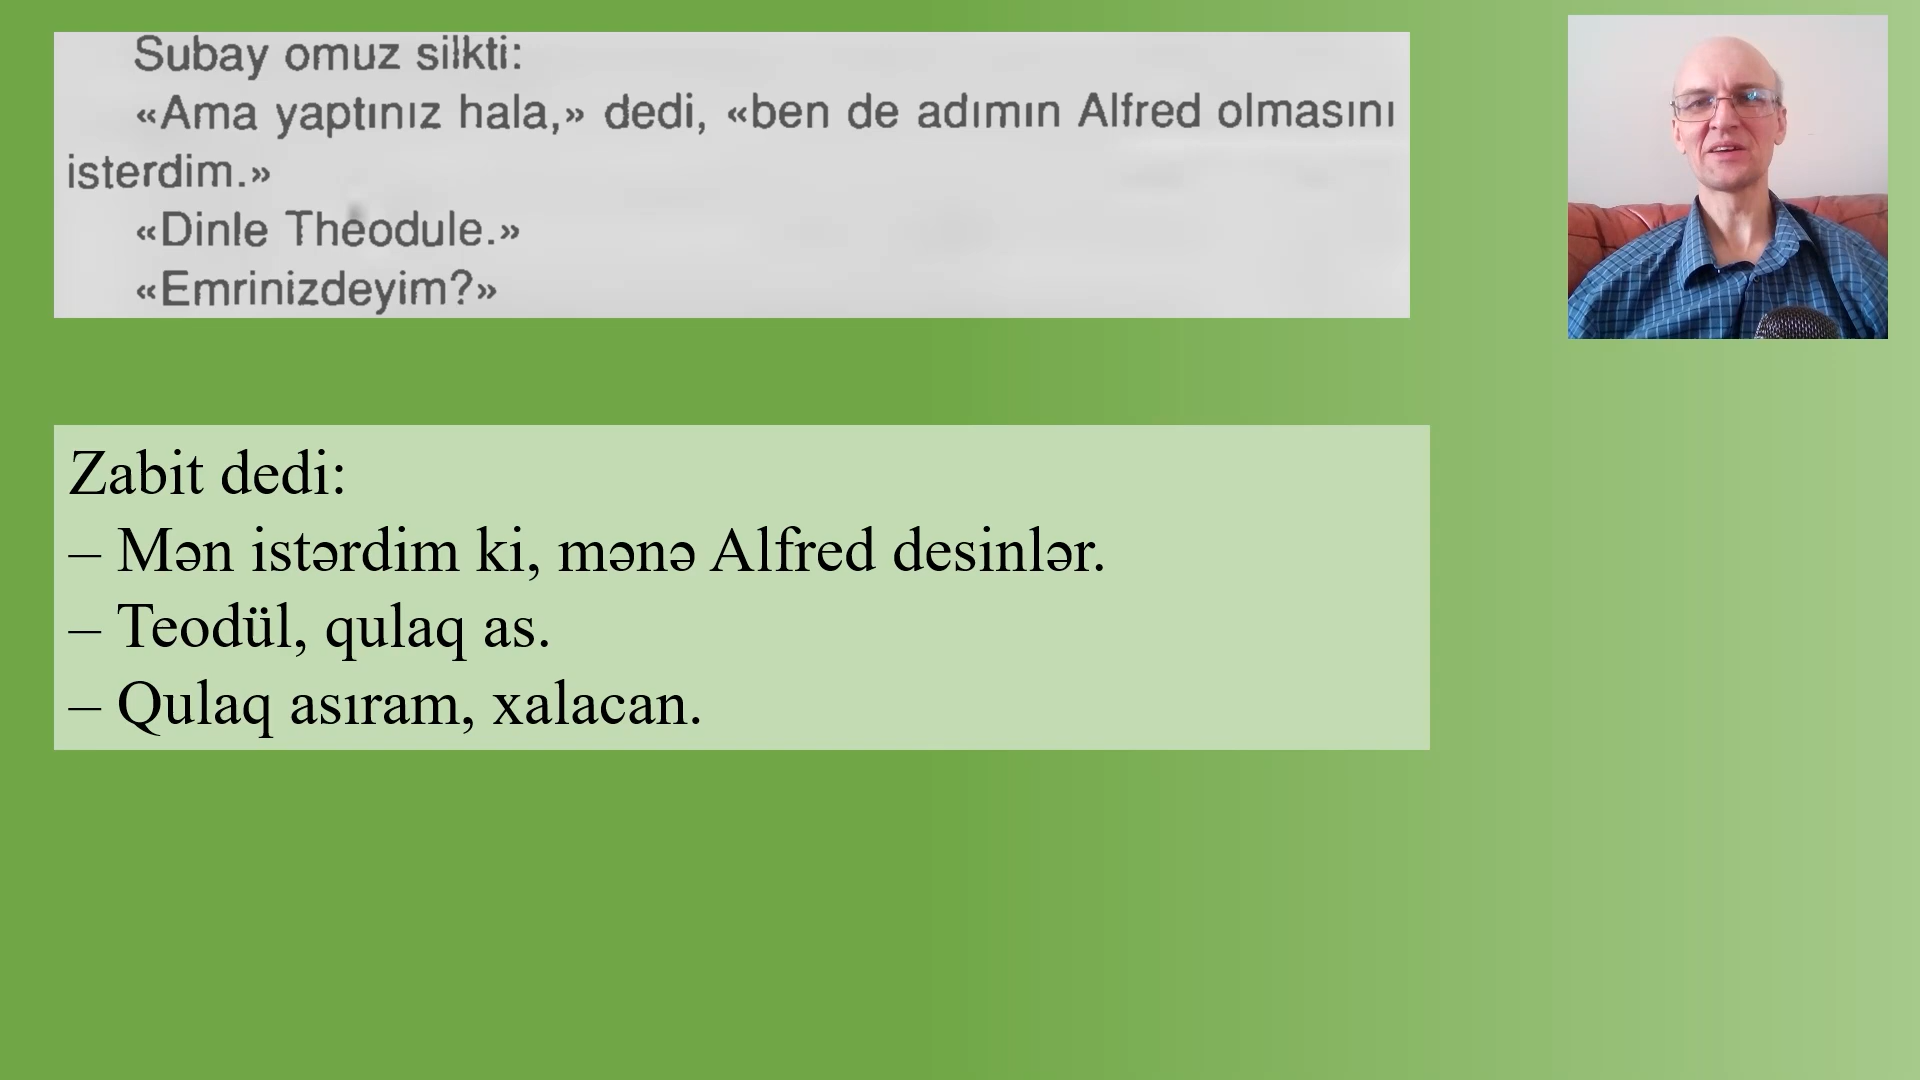 Subay omuz silkti:
«Ama yaptınız hala,» dedi, «ben de adımın Alfred olmasını
isterdim.»
«Dinle Theodule.»
«Emrinizdeyim?»
Zabit dedi:
– Mən istərdim ki, mənə Alfred desinlər.
– Teodül, qulaq as.
– Qulaq asıram, xalacan.